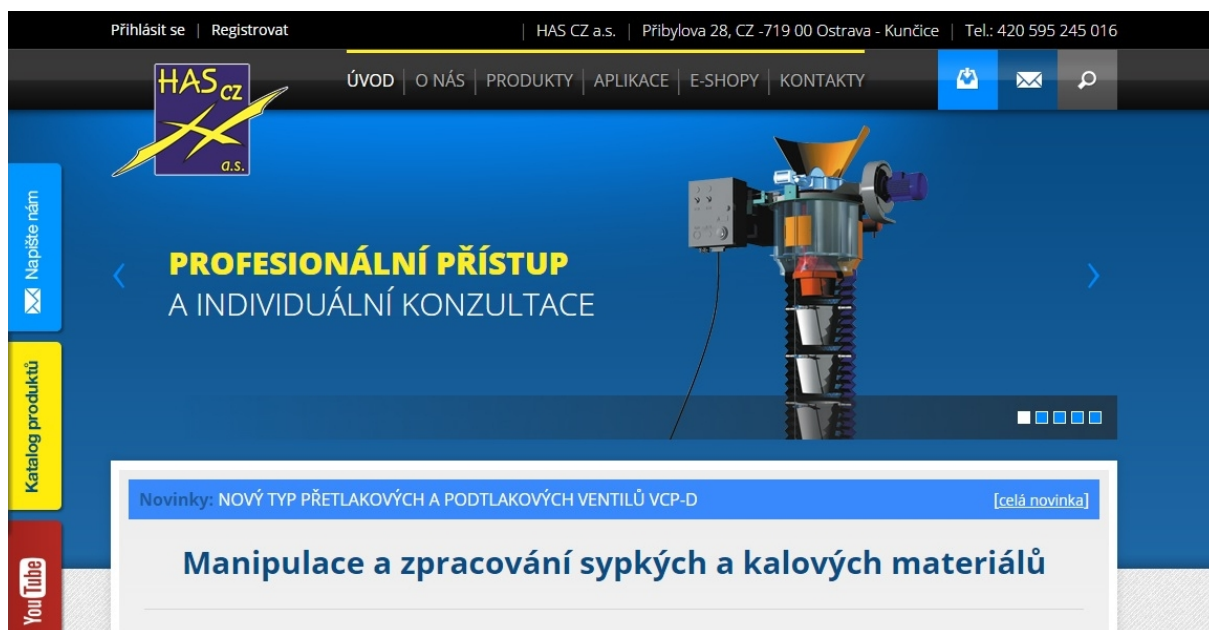 Přihlásit se | Registrovat | HAS CZ a.s. | Přibylova 28, CZ -719 00 Ostrava - Kunčice | Tel.: 420 595 245 016
HAS CZ
a.s.
ÚVOD | O NÁS | PRODUKTY | APLIKACE | E-SHOPY | KONTAKTY
Napište nám
PROFESIONÁLNÍ PŘÍSTUP
A INDIVIDUÁLNÍ KONZULTACE
Katalog produktů
Novinky: NOVÝ TYP PŘETLAKOVÝCH A PODTLAKOVÝCH VENTILŮ VCP-D [celá novinka]
Manipulace a zpracování sypkých a kalových materiálů
YouTube